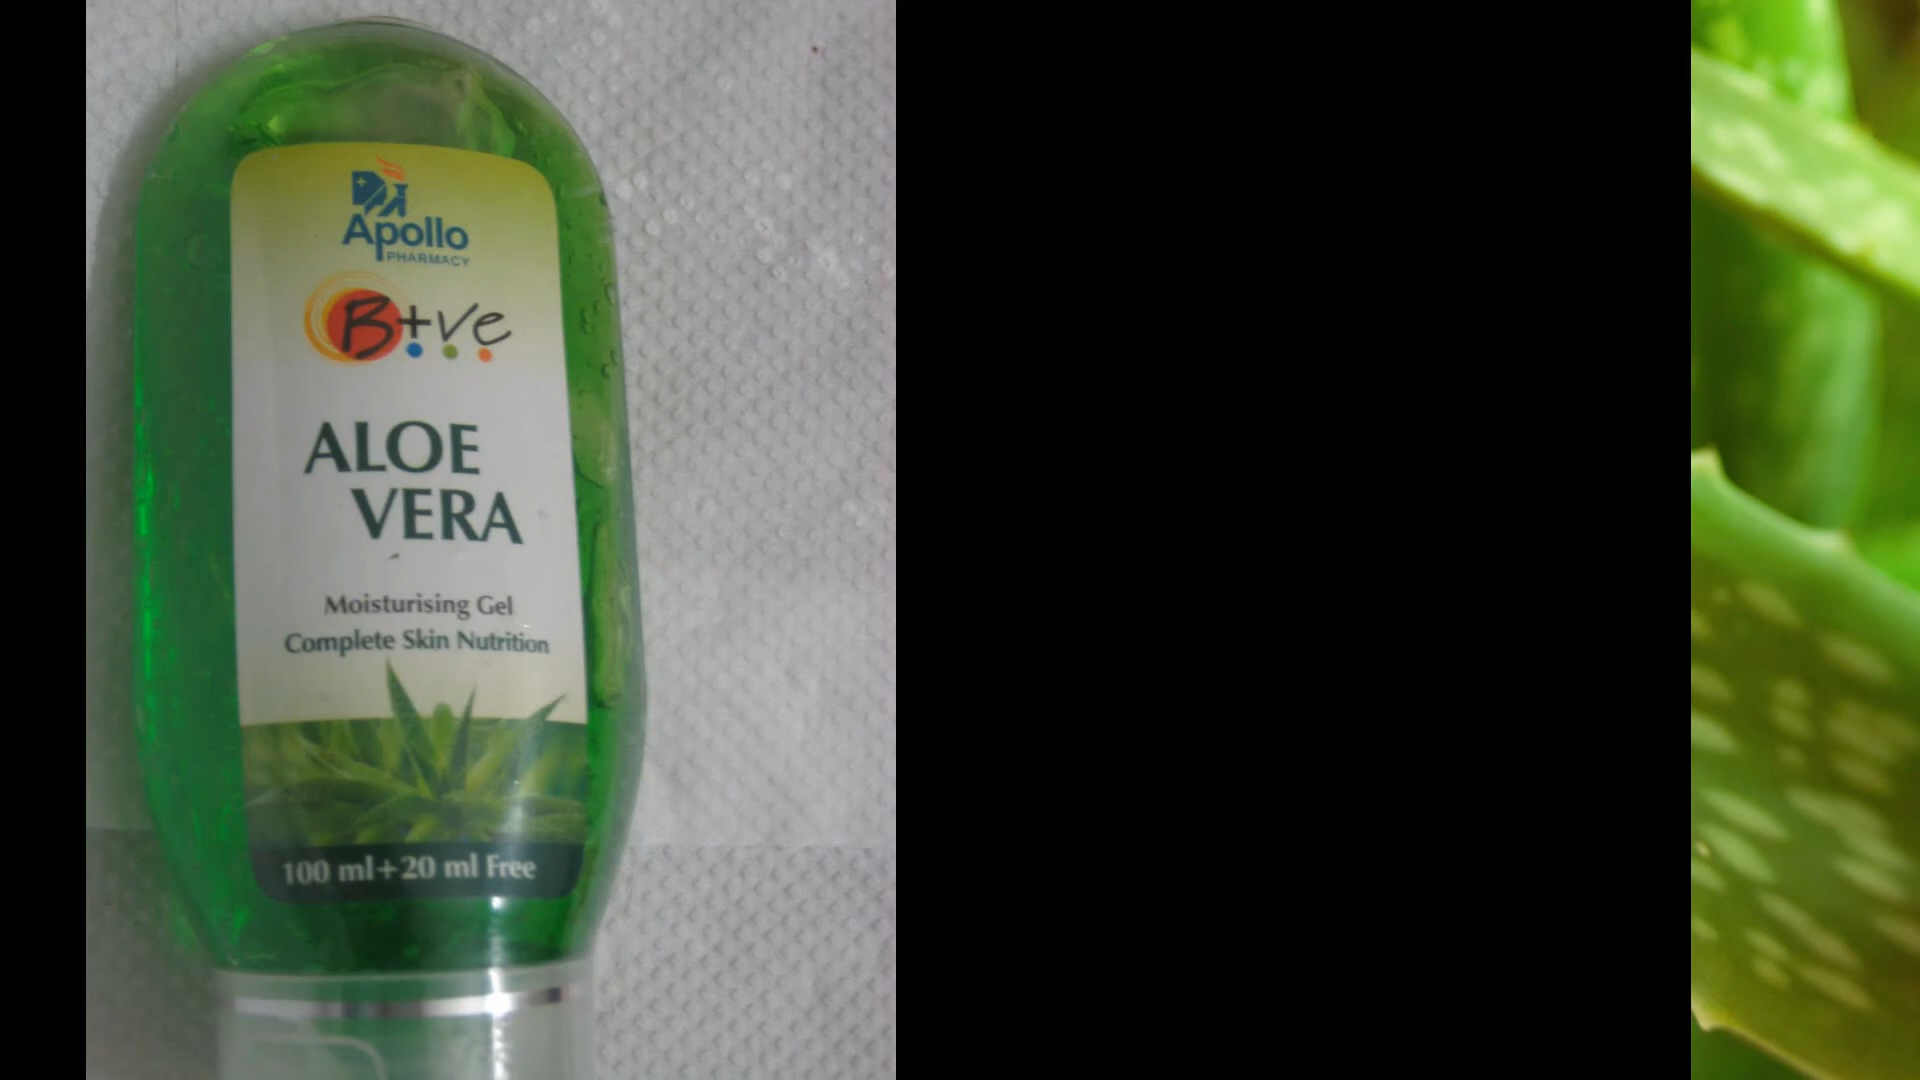 Apollo
PHARMACY
B+ve
ALOE
VERA
Moisturising Gel
Complete Skin Nutrition
100 ml+20 ml Free